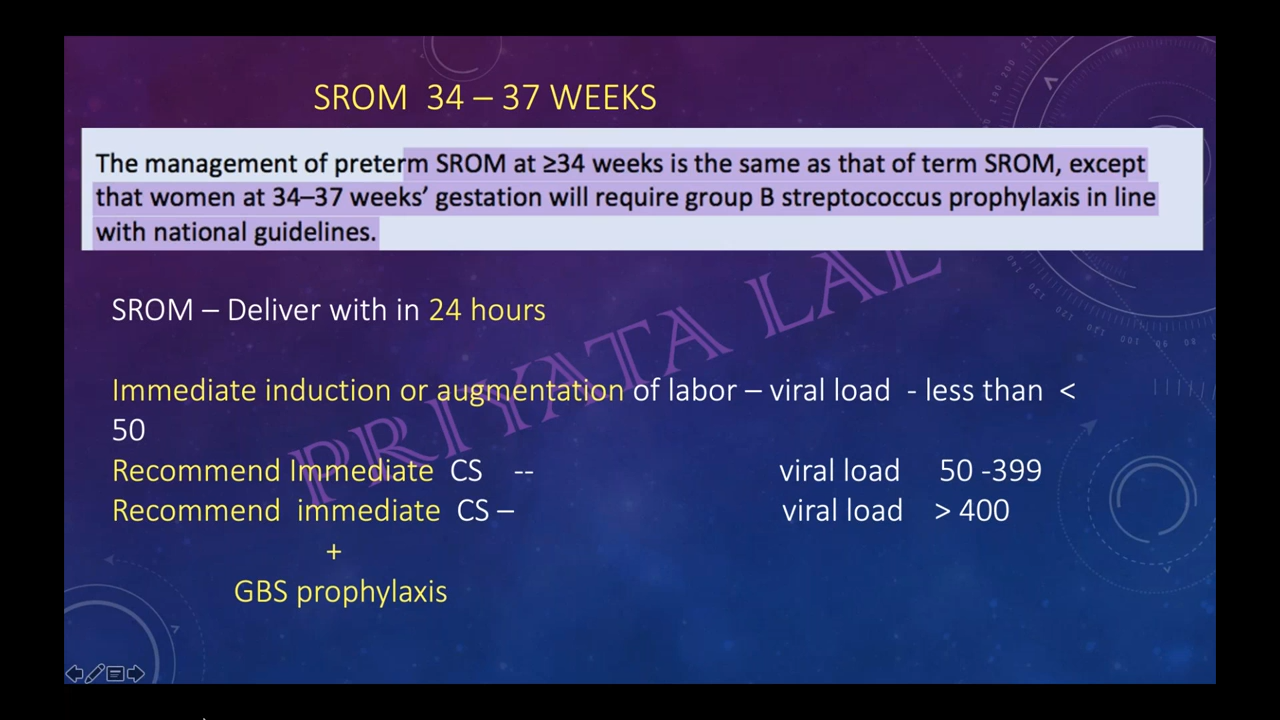 SROM 34 – 37 WEEKS
The management of preterm SROM at ≥34 weeks is the same as that of term SROM, except
that women at 34–37 weeks' gestation will require group B streptococcus prophylaxis in line
with national guidelines.
PRIYATA LAL
SROM – Deliver with in 24 hours
Immediate induction or augmentation of labor – viral load - less than <
50
Recommend Immediate CS -- viral load 50 -399
Recommend immediate CS – viral load > 400
+
GBS prophylaxis